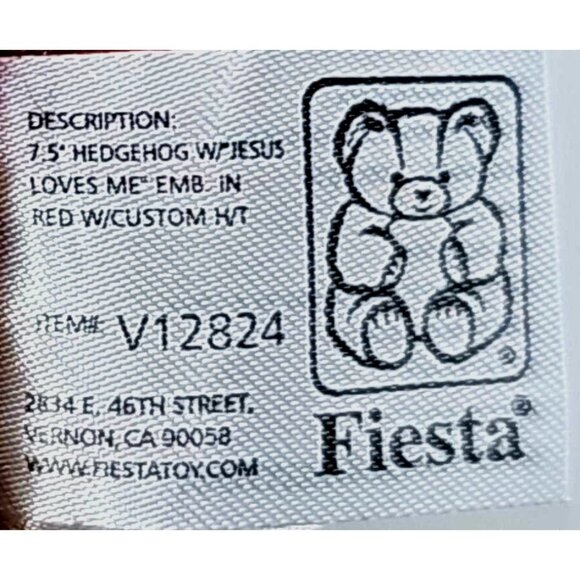 DESCRIPTION:
7.5" HEDGEHOG W/"JESUS
LOVES ME" EMB. IN
RED W/CUSTOM H/T
ITEM#: V12824
2834 E. 46TH STREET.
VERNON, CA 90058
WWW.FIESTATOY.COM
®
Fiesta®